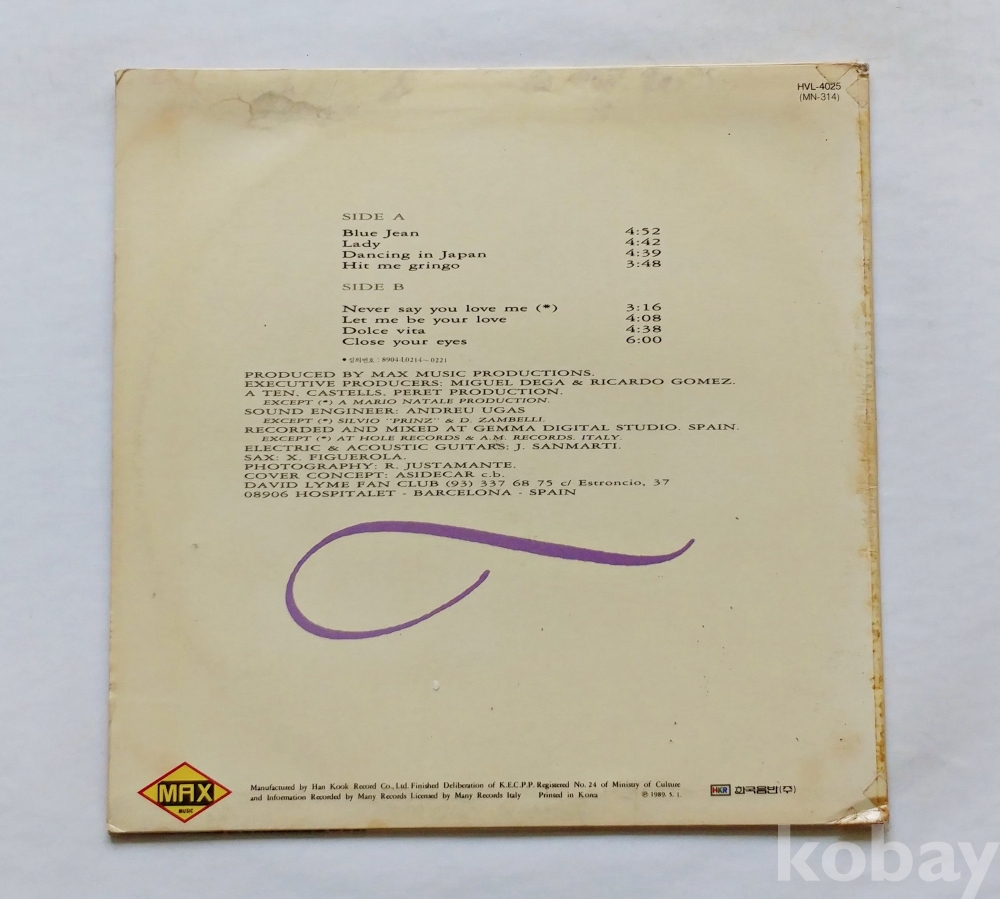 HVL-4025
(MN-314)
SIDE A
Blue Jean 4:52
Lady 4:42
Dancing in Japan 4:39
Hit me gringo 3:48
SIDE B
Never say you love me (*) 3:16
Let me be your love 4:08
Dolce vita 4:38
Close your eyes 6:00
• 심의번호 : 8904-L0214~0221
PRODUCED BY MAX MUSIC PRODUCTIONS.
EXECUTIVE PRODUCERS: MIGUEL DEGA & RICARDO GOMEZ.
A TEN, CASTELLS, PERET PRODUCTION.
EXCEPT (*) A MARIO NATALE PRODUCTION.
SOUND ENGINEER: ANDREU UGAS
EXCEPT (*) SILVIO "PRINZ" & D. ZAMBELLI.
RECORDED AND MIXED AT GEMMA DIGITAL STUDIO. SPAIN.
EXCEPT (*) AT HOLE RECORDS & A.M. RECORDS. ITALY.
ELECTRIC & ACOUSTIC GUITARS: J. SANMARTI.
SAX: X. FIGUEROLA.
PHOTOGRAPHY: R. JUSTAMANTE.
COVER CONCEPT: ASIDECAR c.b.
DAVID LYME FAN CLUB (93) 337 68 75 c/ Estroncio, 37
08906 HOSPITALET - BARCELONA - SPAIN
MAX
MUSIC
Manufactured by Han Kook Record Co., Ltd. Finished Deliberation of K.E.C.P.P. Registered No. 24 of Ministry of Culture
and Information Recorded by Many Records Licensed by Many Records Italy Printed in Korea ℗ 1989. 5. 1.
HKR 한국음반(주)
kobay